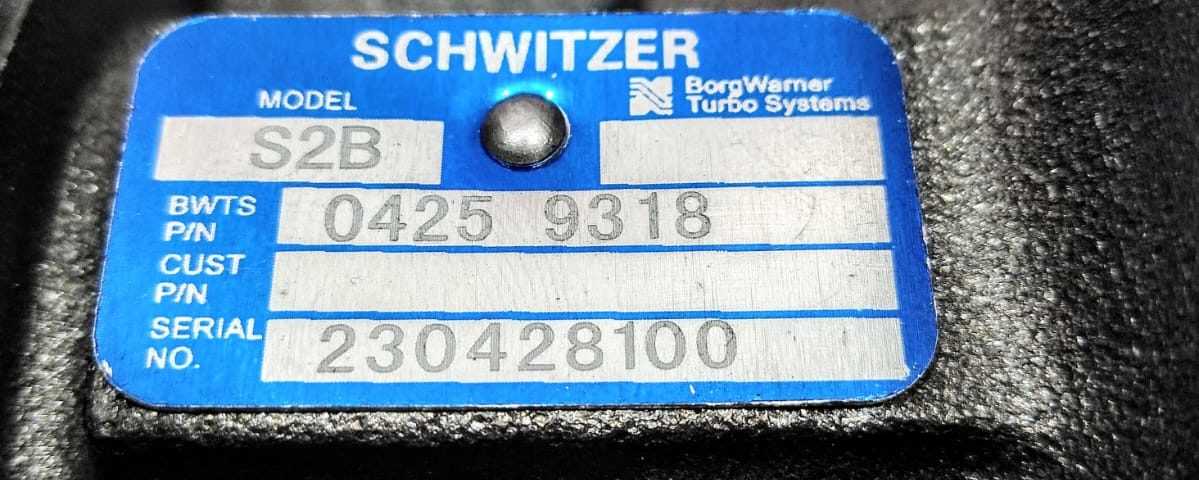 SCHWITZER
MODEL
BorgWarner
Turbo Systems
S2B
BWTS
P/N
0425 9318
CUST
P/N
SERIAL
NO.
230428100